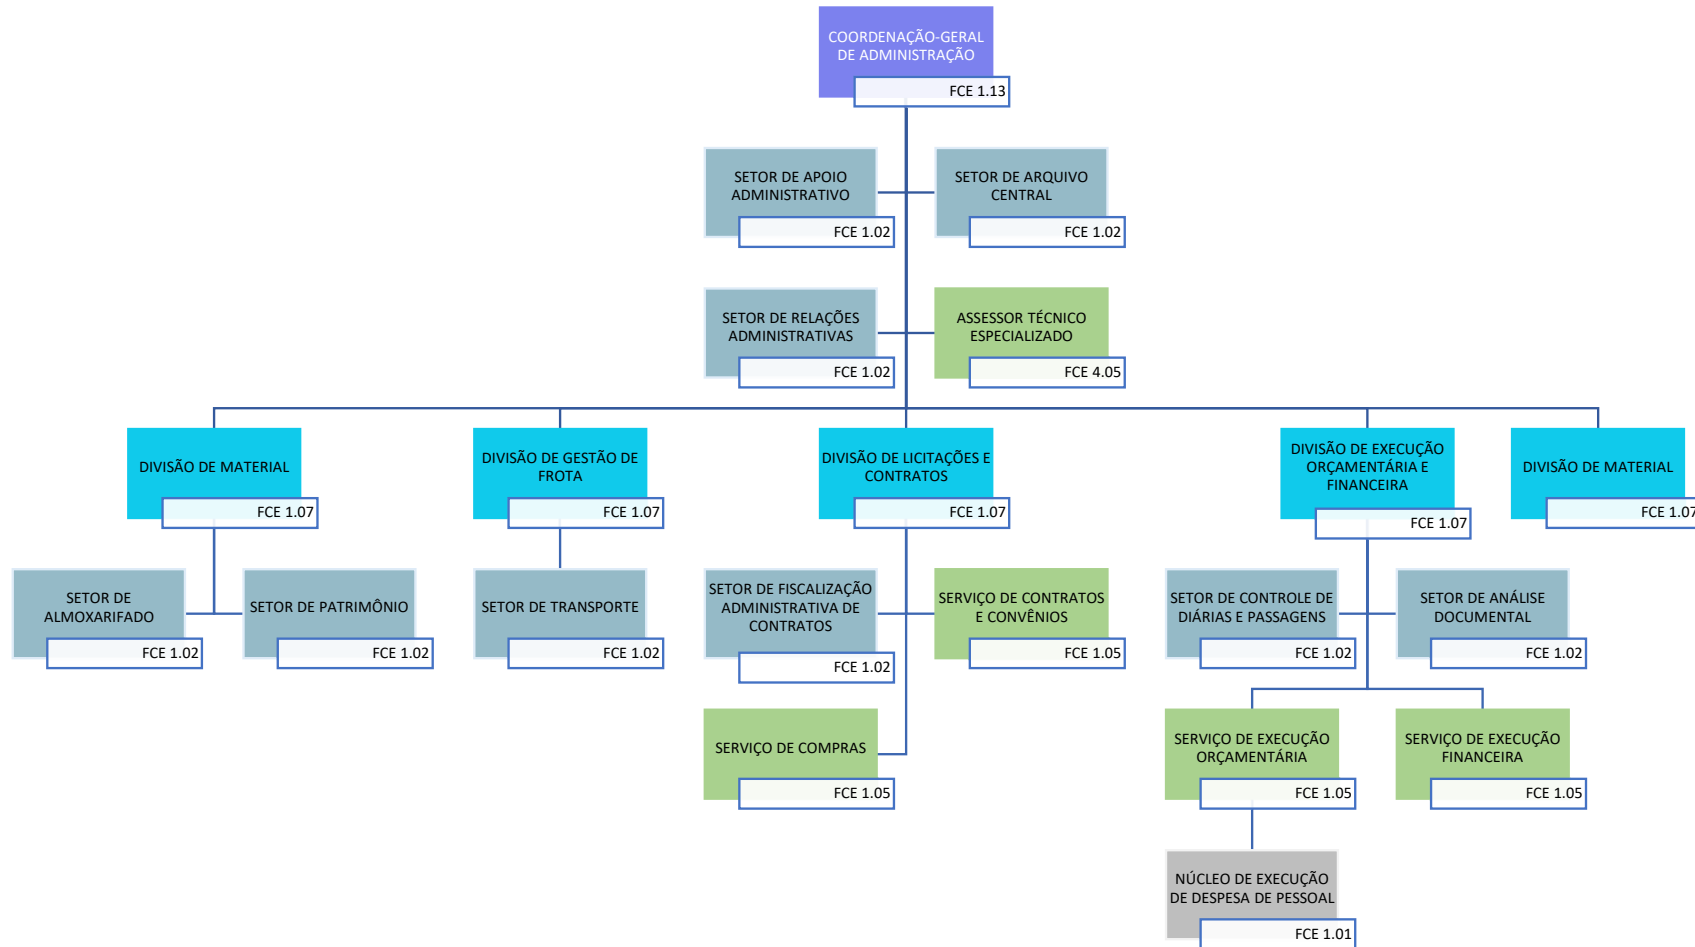 COORDENAÇÃO-GERAL
DE ADMINISTRAÇÃO
FCE 1.13
SETOR DE APOIO
ADMINISTRATIVO
FCE 1.02
SETOR DE ARQUIVO
CENTRAL
FCE 1.02
SETOR DE RELAÇÕES
ADMINISTRATIVAS
FCE 1.02
ASSESSOR TÉCNICO
ESPECIALIZADO
FCE 4.05
DIVISÃO DE MATERIAL
FCE 1.07
DIVISÃO DE GESTÃO DE
FROTA
FCE 1.07
DIVISÃO DE LICITAÇÕES E
CONTRATOS
FCE 1.07
DIVISÃO DE EXECUÇÃO
ORÇAMENTÁRIA E
FINANCEIRA
FCE 1.07
DIVISÃO DE MATERIAL
FCE 1.07
SETOR DE
ALMOXARIFADO
FCE 1.02
SETOR DE PATRIMÔNIO
FCE 1.02
SETOR DE TRANSPORTE
FCE 1.02
SETOR DE FISCALIZAÇÃO
ADMINISTRATIVA DE
CONTRATOS
FCE 1.02
SERVIÇO DE CONTRATOS
E CONVÊNIOS
FCE 1.05
SETOR DE CONTROLE DE
DIÁRIAS E PASSAGENS
FCE 1.02
SETOR DE ANÁLISE
DOCUMENTAL
FCE 1.02
SERVIÇO DE COMPRAS
FCE 1.05
SERVIÇO DE EXECUÇÃO
ORÇAMENTÁRIA
FCE 1.05
SERVIÇO DE EXECUÇÃO
FINANCEIRA
FCE 1.05
NÚCLEO DE EXECUÇÃO
DE DESPESA DE PESSOAL
FCE 1.01